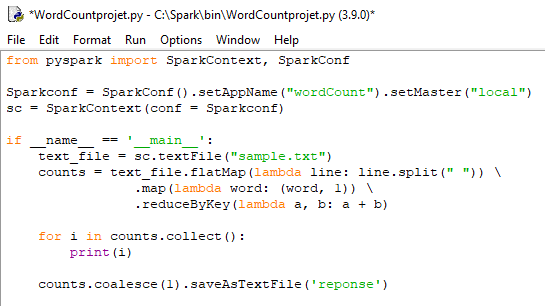 *WordCountprojet.py - C:\Spark\bin\WordCountprojet.py (3.9.0)*
File Edit Format Run Options Window Help
from pyspark import SparkContext, SparkConf
Sparkconf = SparkConf().setAppName("wordCount").setMaster("local")
sc = SparkContext(conf = Sparkconf)
if __name__ == '__main__':
    text_file = sc.textFile("sample.txt")
    counts = text_file.flatMap(lambda line: line.split(" ")) \
                .map(lambda word: (word, 1)) \
                .reduceByKey(lambda a, b: a + b)
    for i in counts.collect():
        print(i)
    counts.coalesce(1).saveAsTextFile('reponse')